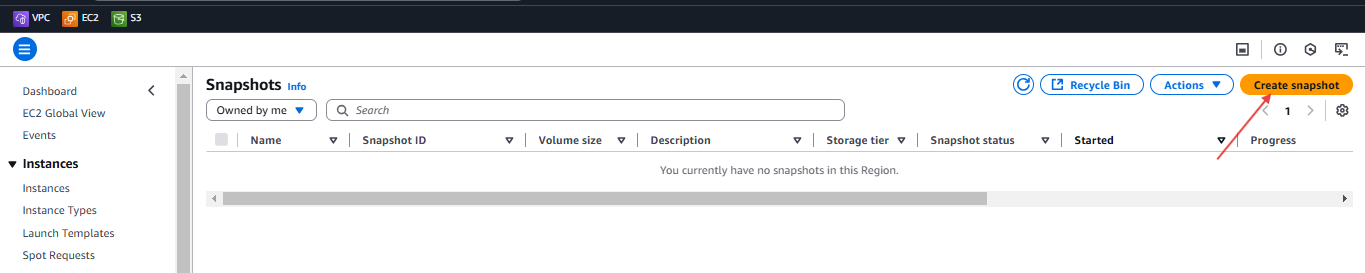 VPC EC2 S3
Dashboard
EC2 Global View
Events
Instances
Instances
Instance Types
Launch Templates
Spot Requests
Snapshots Info
Recycle Bin Actions Create snapshot
Owned by me Search
1
Name Snapshot ID Volume size Description Storage tier Snapshot status Started Progress
You currently have no snapshots in this Region.